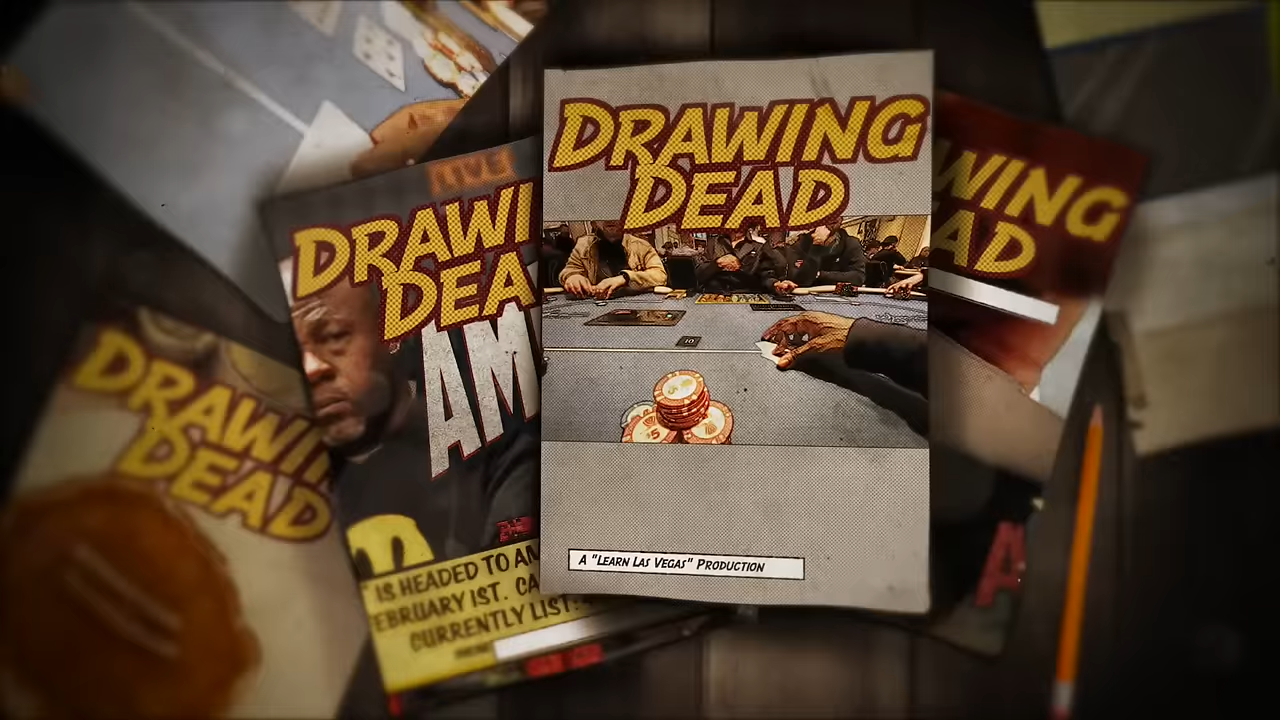 DRAWING
DEAD
A "LEARN LAS VEGAS" PRODUCTION
$5
DRAWI
DEA
AM
IS HEADED TO AM
EBRUARY 1ST. CA
CURRENTLY LIST
WING
AD
DRAWIN
DEAD